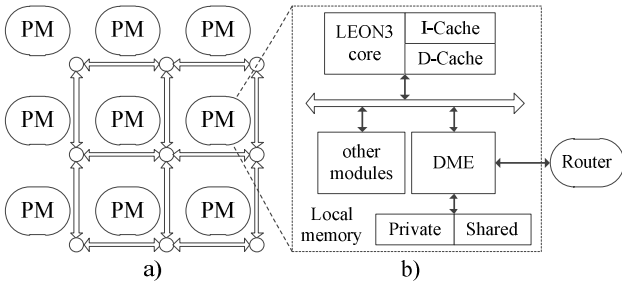 PM PM PM
PM PM PM
PM PM PM
a)
LEON3 core
I-Cache
D-Cache
other modules
DME
Router
Local memory
Private
Shared
b)